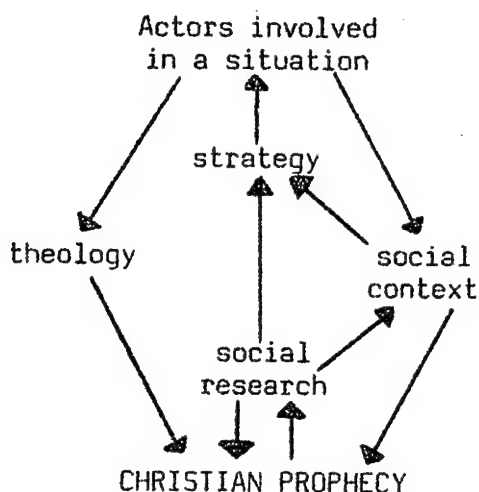 Actors involved
in a situation
strategy
theology
social
context
social
research
CHRISTIAN PROPHECY